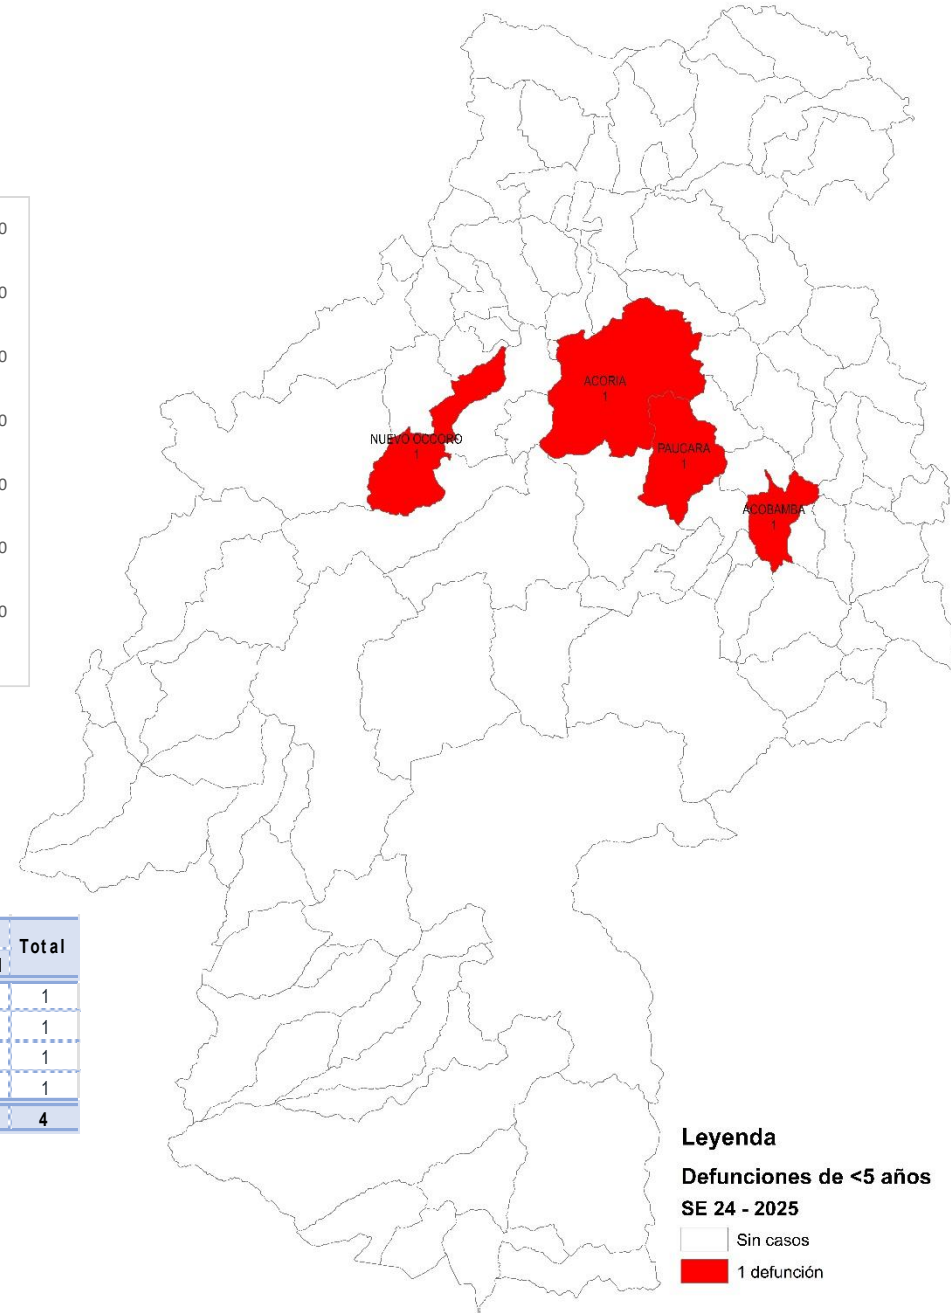 0
0
0
0
0
0
0
ACORIA
1
NUEVO OCCORO
1
PAUCARA
1
ACOBAMBA
1
Total
1
1
1
1
4
Leyenda
Defunciones de <5 años
SE 24 - 2025
Sin casos
1 defunción